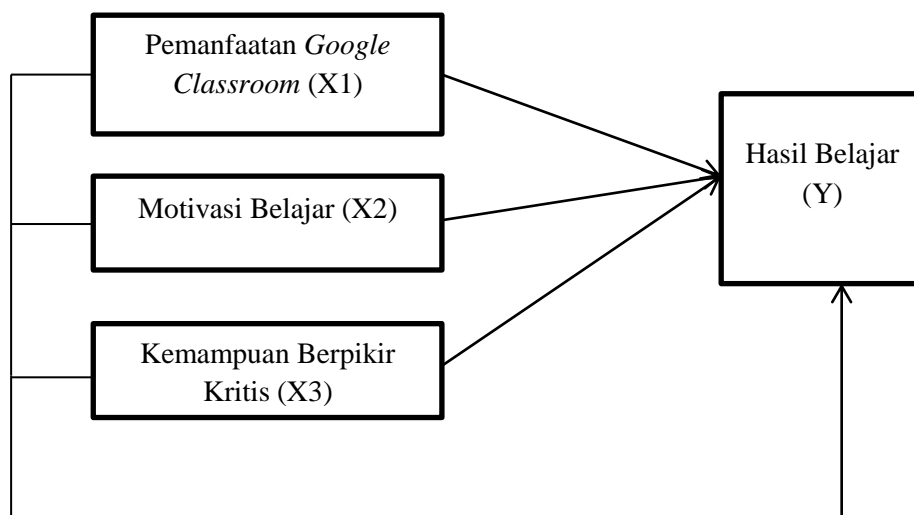 Pemanfaatan Google
Classroom (X1)
Motivasi Belajar (X2)
Kemampuan Berpikir
Kritis (X3)
Hasil Belajar
(Y)